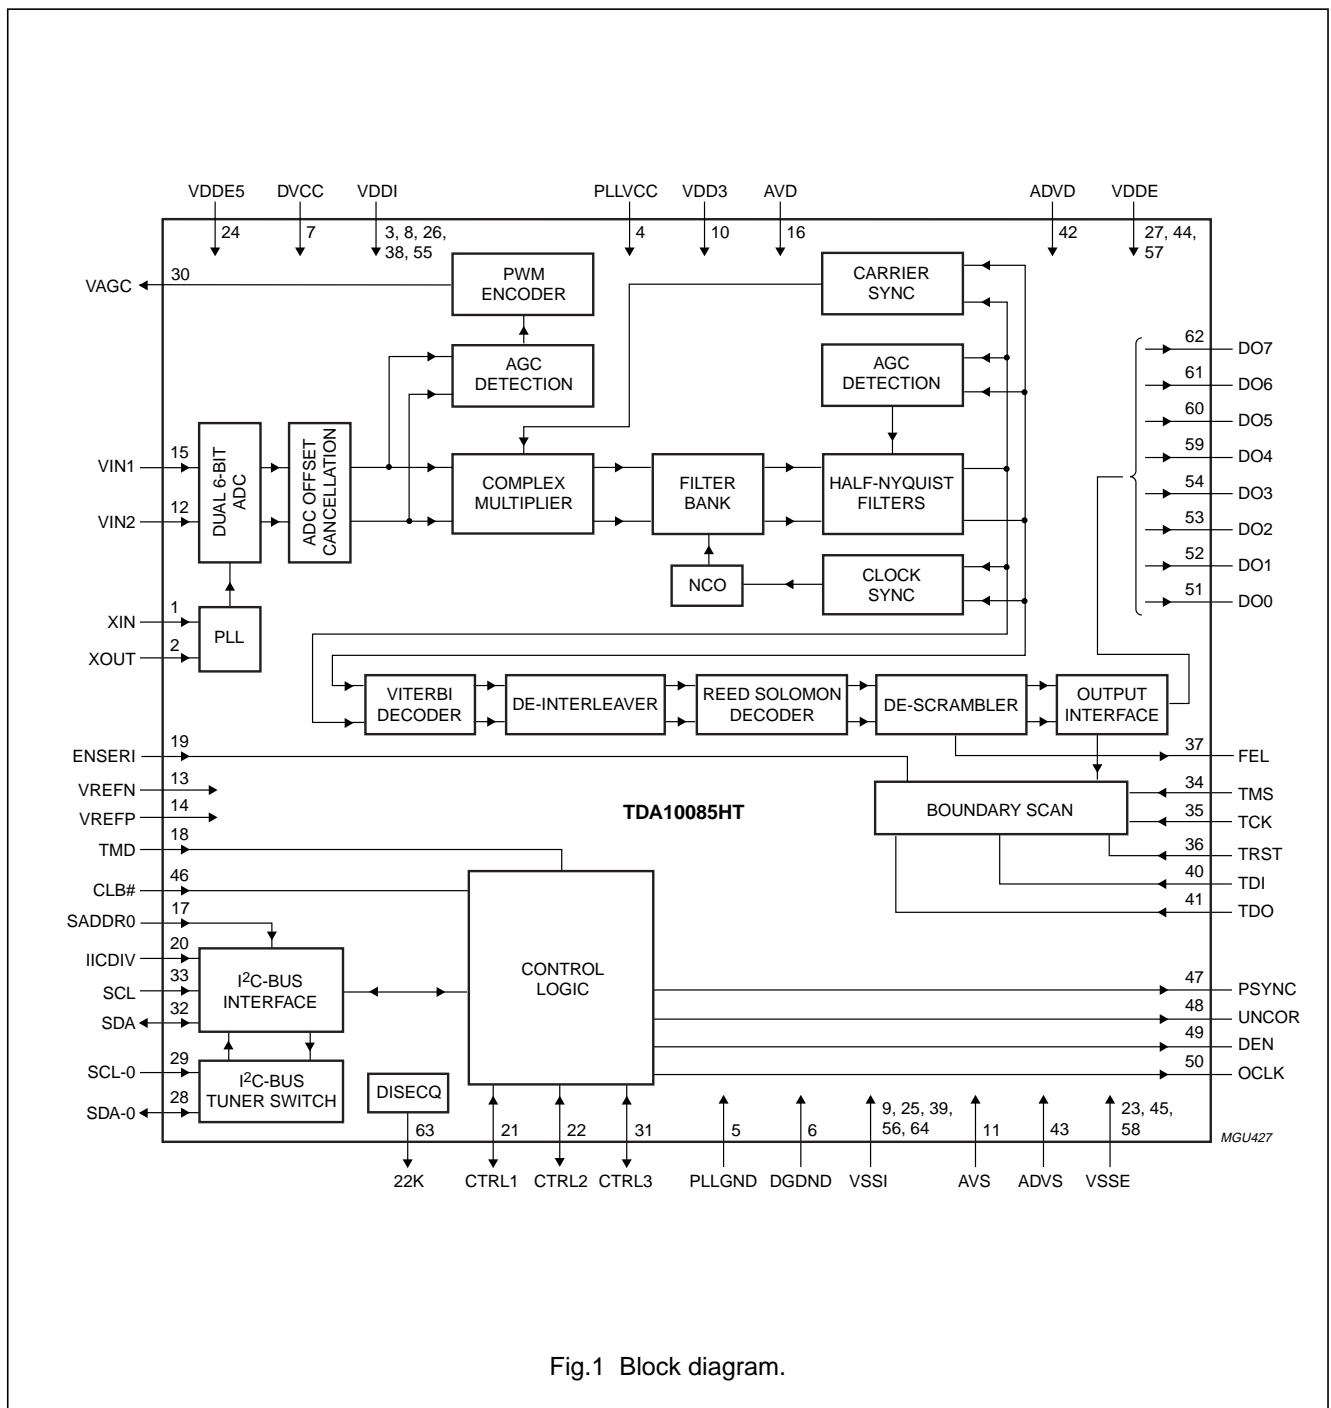 VDDE5 DVCC VDDI PLLVCC VDD3 AVD ADVD VDDE
24 7 3, 8, 26, 4 10 16 42 27, 44,
38, 55 57
30
VAGC
PWM
ENCODER
CARRIER
SYNC
62
DO7
AGC
DETECTION
AGC
DETECTION
61
DO6
60
DO5
15
VIN1
59
DO4
DUAL 6-BIT
ADC
ADC OFFSET
CANCELLATION
COMPLEX
MULTIPLIER
FILTER
BANK
HALF-NYQUIST
FILTERS
54
DO3
12
VIN2
53
DO2
52
DO1
NCO
CLOCK
SYNC
51
DO0
1
XIN
PLL
2
XOUT
VITERBI
DECODER
DE-INTERLEAVER
REED SOLOMON
DECODER
DE-SCRAMBLER
OUTPUT
INTERFACE
19
ENSERI
37
FEL
13
VREFN
34
TMS
14
VREFP
TDA10085HT
BOUNDARY SCAN
35
TCK
18
TMD
36
TRST
46
CLB#
40
TDI
17
SADDR0
41
TDO
20
IICDIV
33
SCL
I2C-BUS
INTERFACE
CONTROL
LOGIC
47
PSYNC
32
SDA
48
UNCOR
49
DEN
29
SCL-0
I2C-BUS
TUNER SWITCH
50
OCLK
28
SDA-0
DISECQ
9, 25, 39,
56, 64
23, 45,
58
63 21 22 31 5 6 11 43
MGU427
22K CTRL1 CTRL2 CTRL3 PLLGND DGDND VSSI AVS ADVS VSSE
Fig.1 Block diagram.